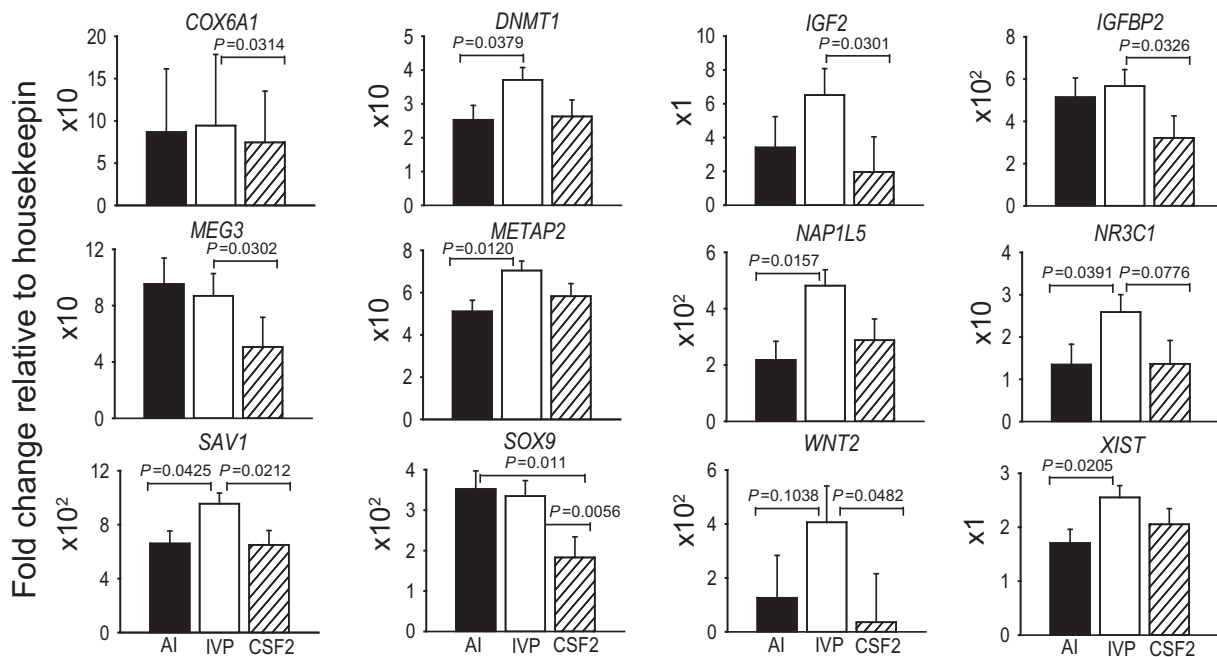 Fold change relative to housekeepin
COX6A1
x10
20
15
10
5
0
P=0.0314
DNMT1
x10
5
4
3
2
1
0
P=0.0379
IGF2
x1
10
8
6
4
2
0
P=0.0301
IGFBP2
x10²
8
6
4
2
0
P=0.0326
MEG3
x10
12
8
4
0
P=0.0302
METAP2
x10
8
6
4
2
0
P=0.0120
NAP1L5
x10²
6
4
2
0
P=0.0157
NR3C1
x10
4
3
2
1
0
P=0.0391
P=0.0776
SAV1
x10²
12
8
4
0
P=0.0425
P=0.0212
AI IVP CSF2
SOX9
x10²
4
3
2
1
0
P=0.011
P=0.0056
AI IVP CSF2
WNT2
x10²
6
4
2
0
P=0.1038
P=0.0482
AI IVP CSF2
XIST
x1
3
2
1
0
P=0.0205
AI IVP CSF2